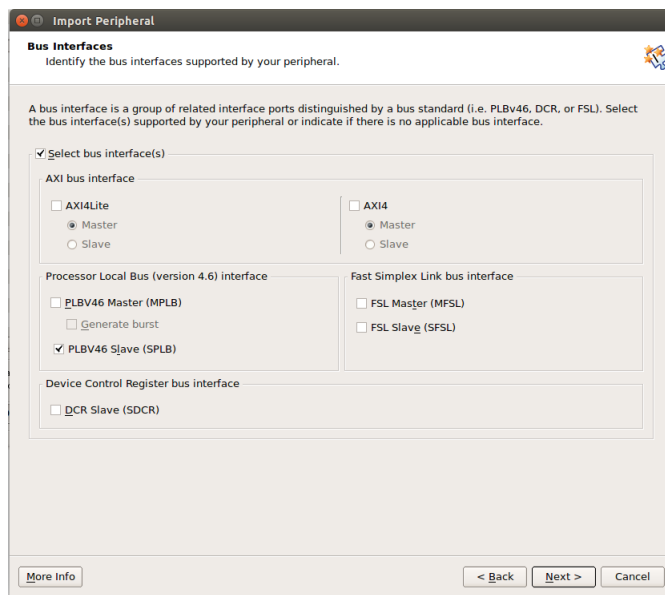 Import Peripheral
Bus Interfaces
Identify the bus interfaces supported by your peripheral.
A bus interface is a group of related interface ports distinguished by a bus standard (i.e. PLBv46, DCR, or FSL). Select
the bus interface(s) supported by your peripheral or indicate if there is no applicable bus interface.
Select bus interface(s)
AXI bus interface
AXI4Lite
Master
Slave
AXI4
Master
Slave
Processor Local Bus (version 4.6) interface
PLBV46 Master (MPLB)
Generate burst
PLBV46 Slave (SPLB)
Fast Simplex Link bus interface
FSL Master (MFSL)
FSL Slave (SFSL)
Device Control Register bus interface
DCR Slave (SDCR)
More Info
< Back
Next >
Cancel